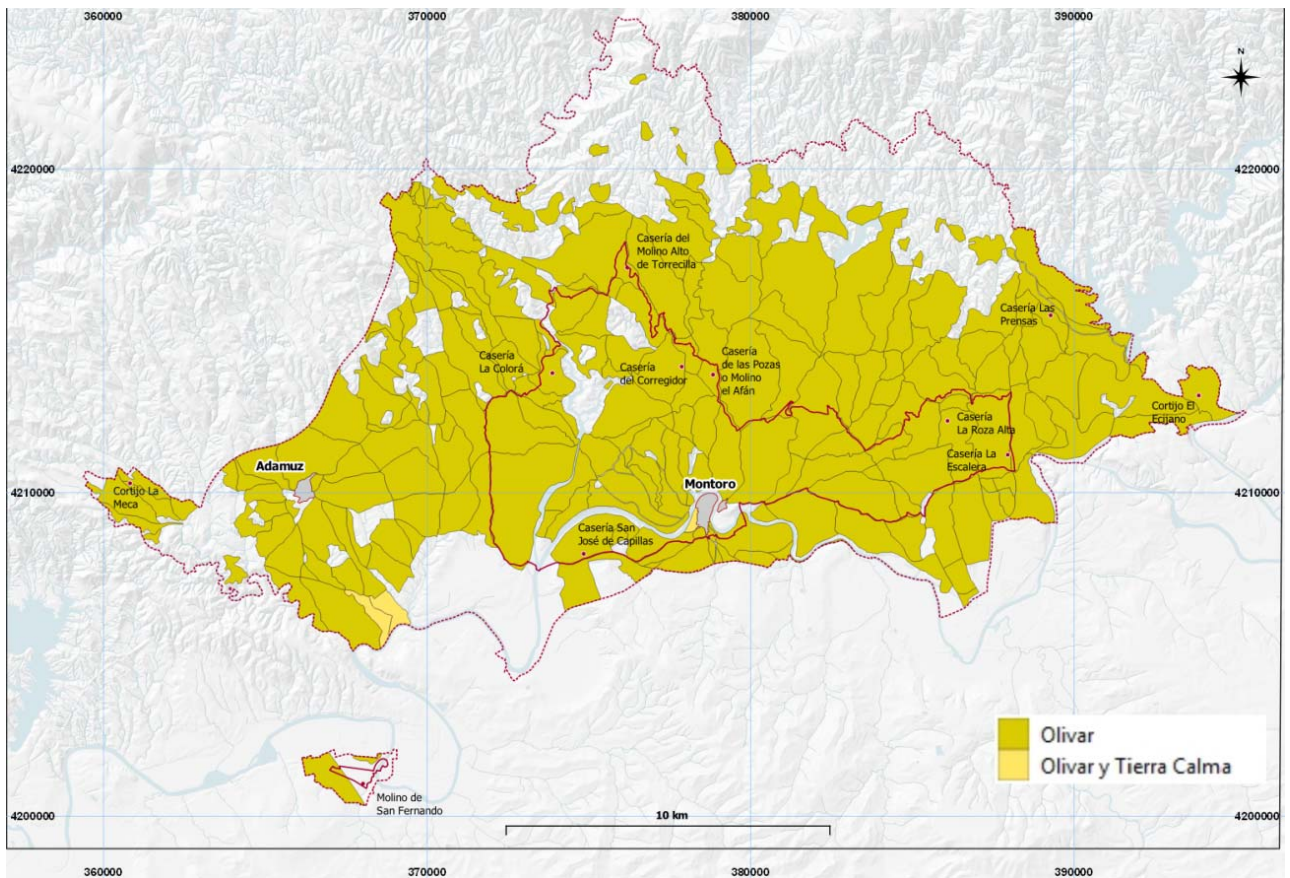 360000
370000
380000
390000
N
4220000
4220000
Casería del
Molino Alto
de Torrecilla
Casería Las
Prensas
Casería
La Colorá
Casería
del Corregidor
Casería
de las Pozas
o Molino
el Afán
Cortijo El
Ecijano
Casería
La Roza Alta
Casería La
Escalera
Adamuz
Cortijo La
Meca
4210000
Montoro
4210000
Casería San
José de Capillas
Olivar
Olivar y Tierra Calma
Molino de
San Fernando
4200000
10 km
4200000
360000
370000
380000
390000